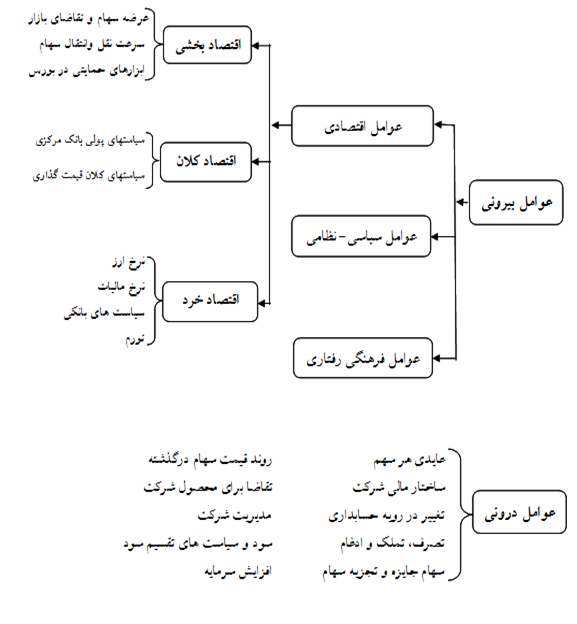 عوامل بیرونی
عوامل اقتصادی
عوامل سیاسی-نظامی
عوامل فرهنگی رفتاری
اقتصاد بخشی
عرضه سهام و تقاضای بازار
سرعت نقل وانتقال سهام
ابزارهای حمایتی در بورس
اقتصاد کلان
سیاستهای پولی بانک مرکزی
سیاستهای کلان قیمت گذاری
اقتصاد خرد
نرخ ارز
نرخ مالیات
سیاست های بانکی
تورم
عوامل درونی
عایدی هر سهم
ساختار مالی شرکت
تغییر در رویه حسابداری
تصرف، تملک و ادغام
سهام جایزه و تجزیه سهام
روند قیمت سهام درگذشته
تقاضا برای محصول شرکت
مدیریت شرکت
سود و سیاست های تقسیم سود
افزایش سرمایه